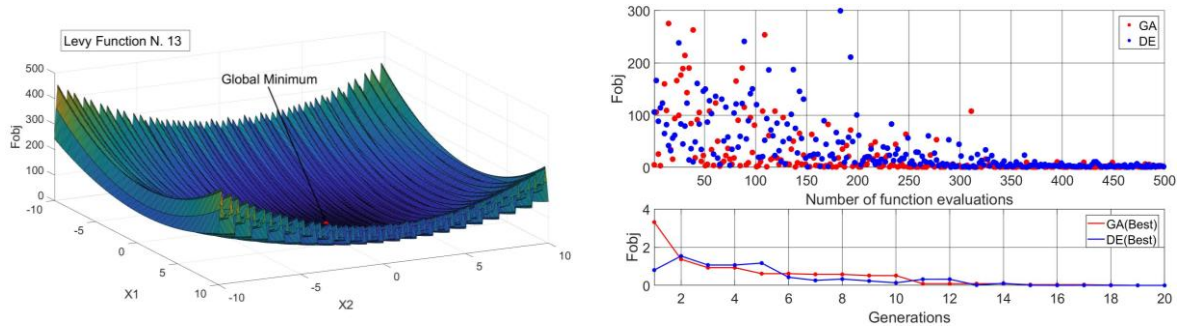 Levy Function N. 13
Global Minimum
500
400
300
200
100
0
Fobj
-10
-5
0
5
10
X1
-10
-5
0
5
10
X2
300
200
100
0
Fobj
GA
DE
50 100 150 200 250 300 350 400 450 500
Number of function evaluations
4
2
0
Fobj
GA(Best)
DE(Best)
2 4 6 8 10 12 14 16 18 20
Generations